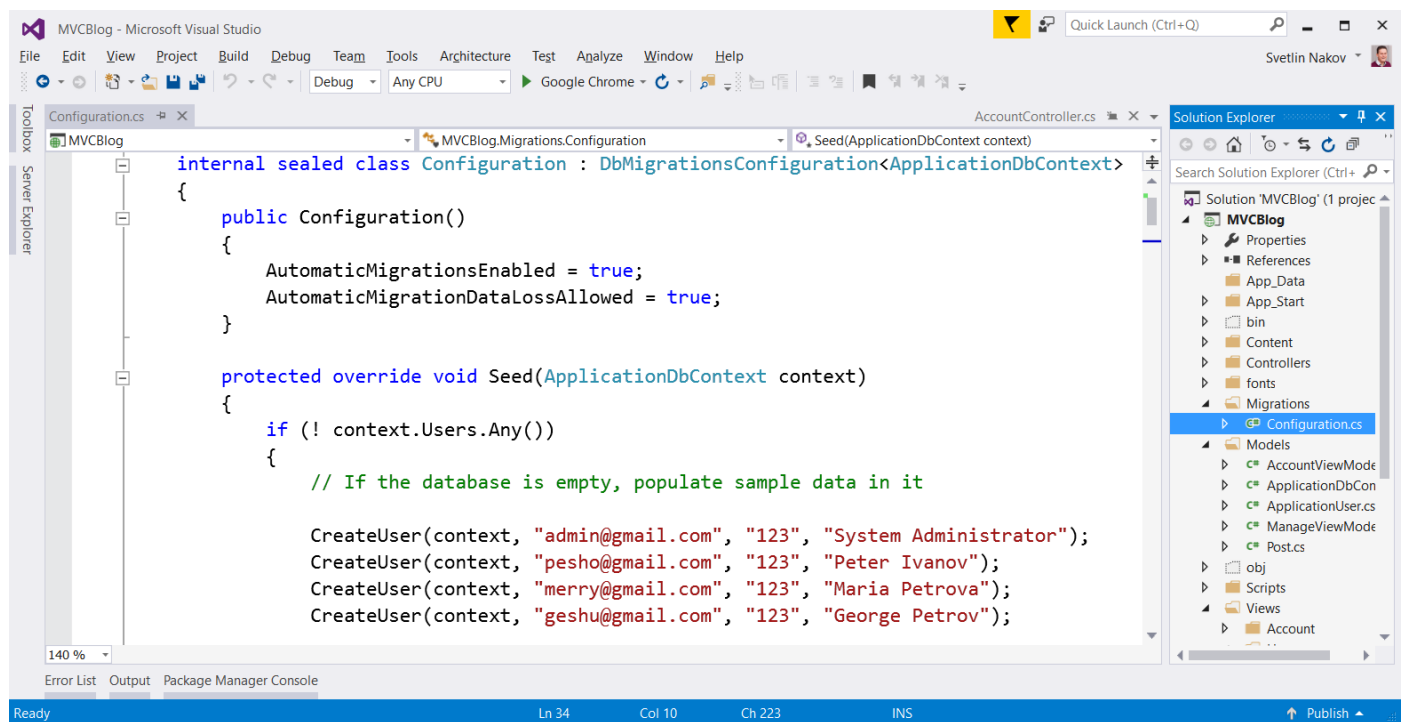 MVCBlog - Microsoft Visual Studio
Quick Launch (Ctrl+Q)
File Edit View Project Build Debug Team Tools Architecture Test Analyze Window Help
Svetlin Nakov
Debug Any CPU Google Chrome
Toolbox
Server Explorer
Configuration.cs
AccountController.cs
MVCBlog
MVCBlog.Migrations.Configuration
Seed(ApplicationDbContext context)
internal sealed class Configuration : DbMigrationsConfiguration<ApplicationDbContext>
{
public Configuration()
{
AutomaticMigrationsEnabled = true;
AutomaticMigrationDataLossAllowed = true;
}
protected override void Seed(ApplicationDbContext context)
{
if (! context.Users.Any())
{
// If the database is empty, populate sample data in it
CreateUser(context, "admin@gmail.com", "123", "System Administrator");
CreateUser(context, "pesho@gmail.com", "123", "Peter Ivanov");
CreateUser(context, "merry@gmail.com", "123", "Maria Petrova");
CreateUser(context, "geshu@gmail.com", "123", "George Petrov");
140 %
Solution Explorer
Search Solution Explorer (Ctrl+
Solution 'MVCBlog' (1 projec
MVCBlog
Properties
References
App_Data
App_Start
bin
Content
Controllers
fonts
Migrations
Configuration.cs
Models
C# AccountViewMode
C# ApplicationDbCon
C# ApplicationUser.cs
C# ManageViewMode
C# Post.cs
obj
Scripts
Views
Account
Error List Output Package Manager Console
Ready Ln 34 Col 10 Ch 223 INS Publish